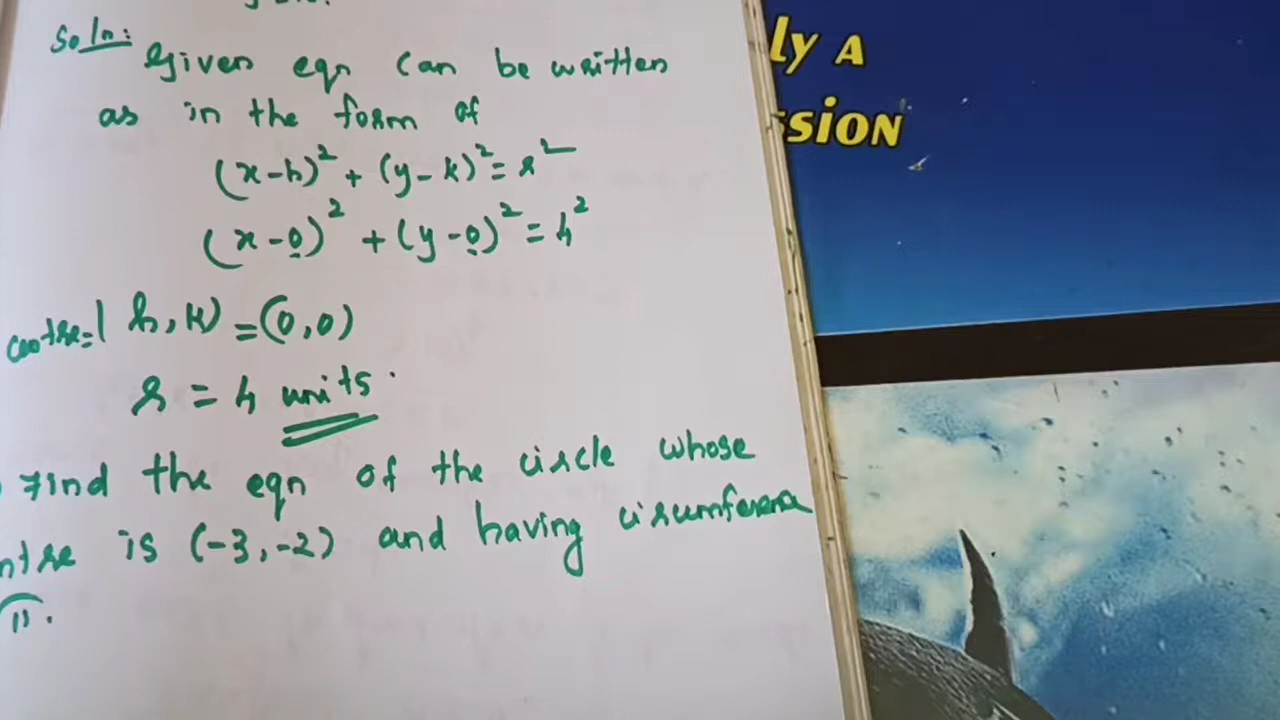 Soln:
Given eqn can be written
as in the form of
(x-h)² + (y-k)² = r²
(x-0)² + (y-0)² = 4²
centre = (h,k) = (0,0)
r = 4 units.
Find the eqn of the circle whose
ntre is (-3,-2) and having circumference
π.
ly A
ssion